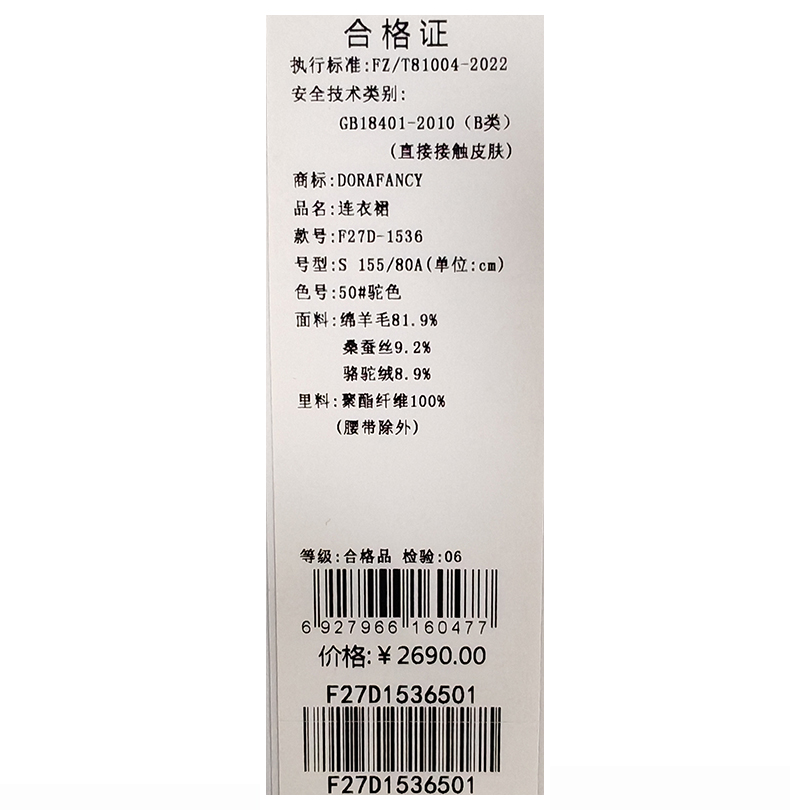 合格证
执行标准:FZ/T81004-2022
安全技术类别:
GB18401-2010（B类）
(直接接触皮肤)
商标:DORAFANCY
品名:连衣裙
款号:F27D-1536
号型:S 155/80A(单位:cm)
色号:50#驼色
面料:绵羊毛81.9%
桑蚕丝9.2%
骆驼绒8.9%
里料:聚酯纤维100%
(腰带除外)
等级:合格品 检验:06
6 927966 160477
价格:￥2690.00
F27D1536501
F27D1536501